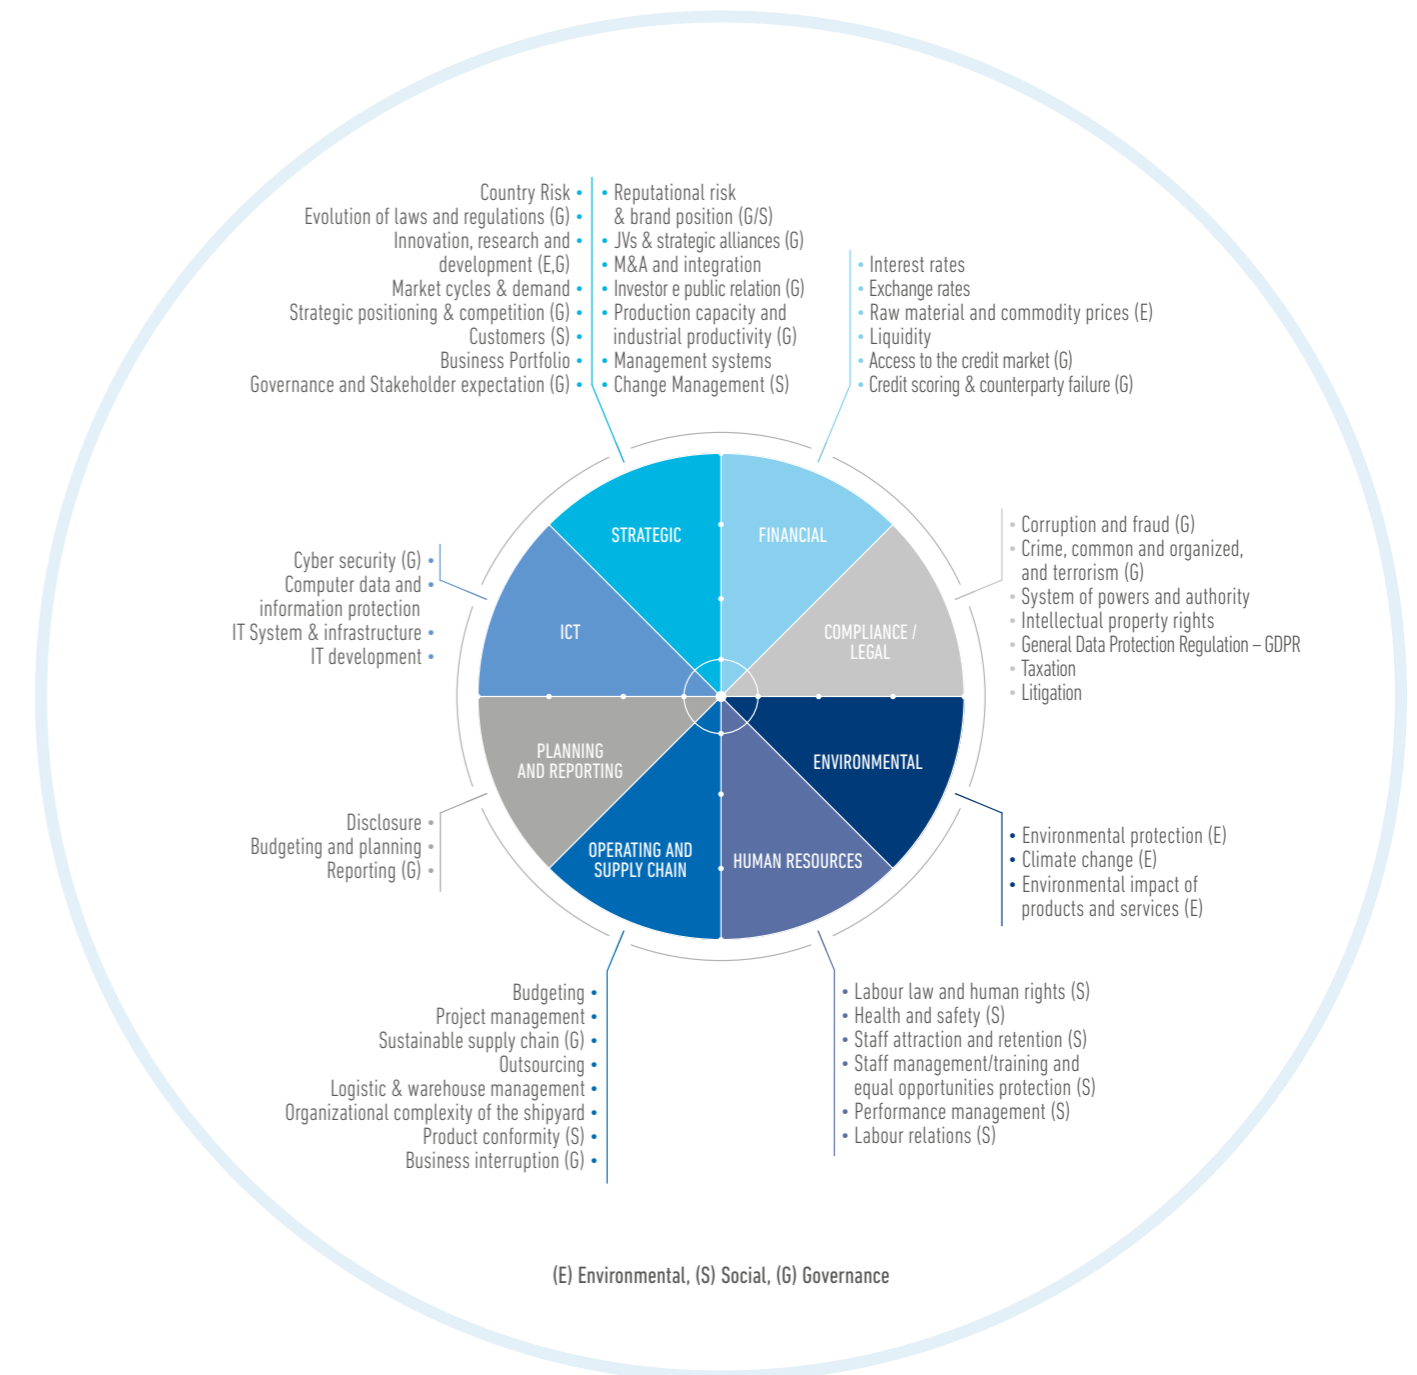 Country Risk •
Evolution of laws and regulations (G) •
Innovation, research and •
development (E,G)
Market cycles & demand •
Strategic positioning & competition (G) •
Customers (S) •
Business Portfolio •
Governance and Stakeholder expectation (G) •
• Reputational risk
& brand position (G/S)
• JVs & strategic alliances (G)
• M&A and integration
• Investor e public relation (G)
• Production capacity and
industrial productivity (G)
• Management systems
• Change Management (S)
• Interest rates
• Exchange rates
• Raw material and commodity prices (E)
• Liquidity
• Access to the credit market (G)
• Credit scoring & counterparty failure (G)
STRATEGIC
FINANCIAL
Cyber security (G) •
Computer data and •
information protection
IT System & infrastructure •
IT development •
ICT
COMPLIANCE /
LEGAL
• Corruption and fraud (G)
• Crime, common and organized,
and terrorism (G)
• System of powers and authority
• Intellectual property rights
• General Data Protection Regulation – GDPR
• Taxation
• Litigation
PLANNING
AND REPORTING
ENVIRONMENTAL
Disclosure •
Budgeting and planning •
Reporting (G) •
OPERATING AND
SUPPLY CHAIN
HUMAN RESOURCES
• Environmental protection (E)
• Climate change (E)
• Environmental impact of
products and services (E)
Budgeting •
Project management •
Sustainable supply chain (G) •
Outsourcing •
Logistic & warehouse management •
Organizational complexity of the shipyard •
Product conformity (S) •
Business interruption (G) •
• Labour law and human rights (S)
• Health and safety (S)
• Staff attraction and retention (S)
• Staff management/training and
equal opportunities protection (S)
• Performance management (S)
• Labour relations (S)
(E) Environmental, (S) Social, (G) Governance